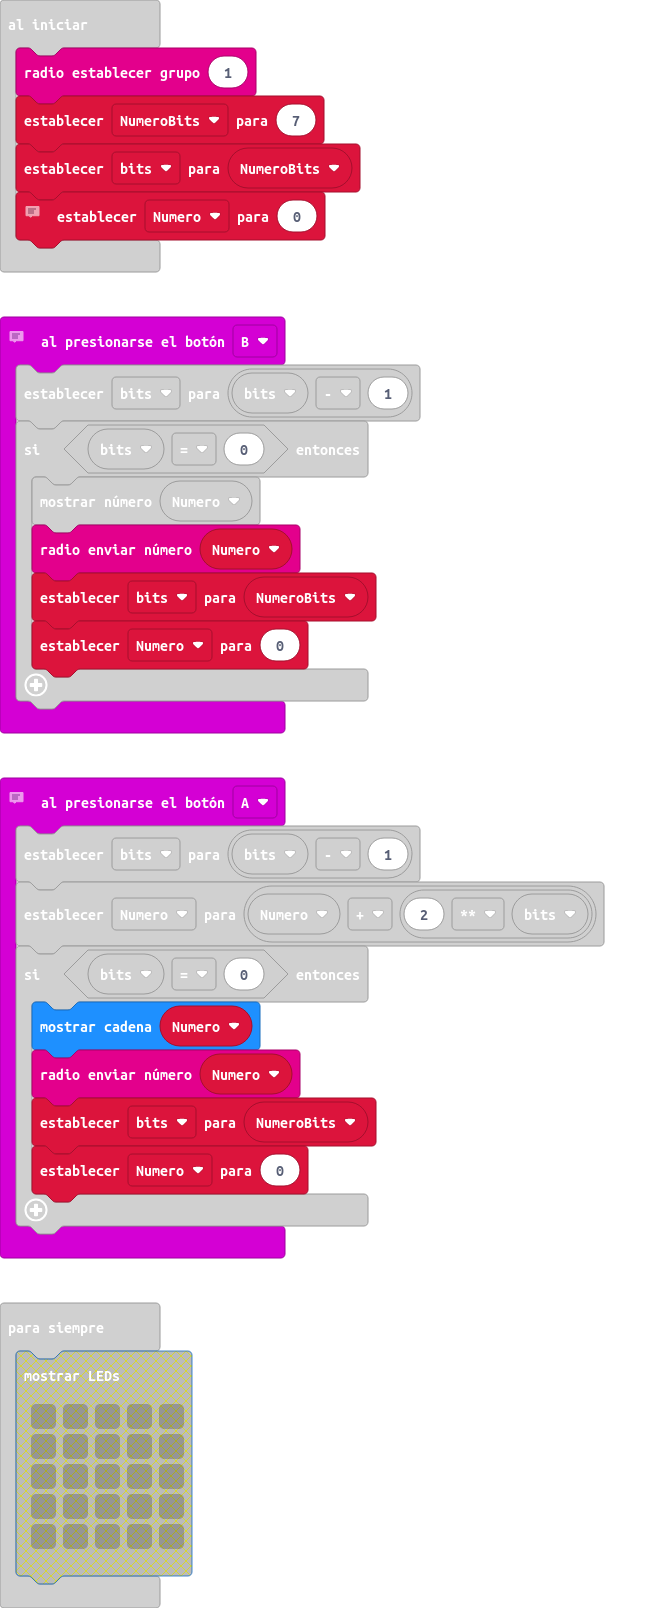 al iniciar
radio establecer grupo 1
establecer NumeroBits para 7
establecer bits para NumeroBits
establecer Numero para 0
al presionarse el botón B
establecer bits para bits - 1
si bits = 0 entonces
mostrar número Numero
radio enviar número Numero
establecer bits para NumeroBits
establecer Numero para 0
al presionarse el botón A
establecer bits para bits - 1
establecer Numero para Numero + 2 ** bits
si bits = 0 entonces
mostrar cadena Numero
radio enviar número Numero
establecer bits para NumeroBits
establecer Numero para 0
para siempre
mostrar LEDs